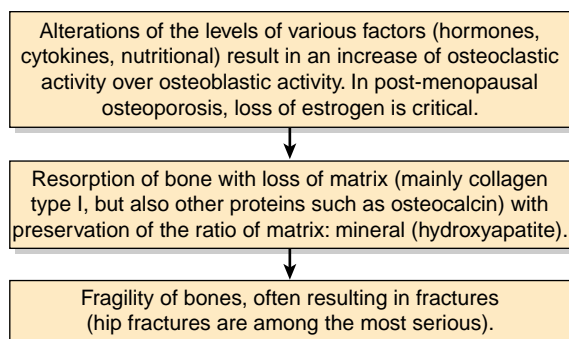 Alterations of the levels of various factors (hormones,
cytokines, nutritional) result in an increase of osteoclastic
activity over osteoblastic activity. In post-menopausal
osteoporosis, loss of estrogen is critical.
Resorption of bone with loss of matrix (mainly collagen
type I, but also other proteins such as osteocalcin) with
preservation of the ratio of matrix: mineral (hydroxyapatite).
Fragility of bones, often resulting in fractures
(hip fractures are among the most serious).